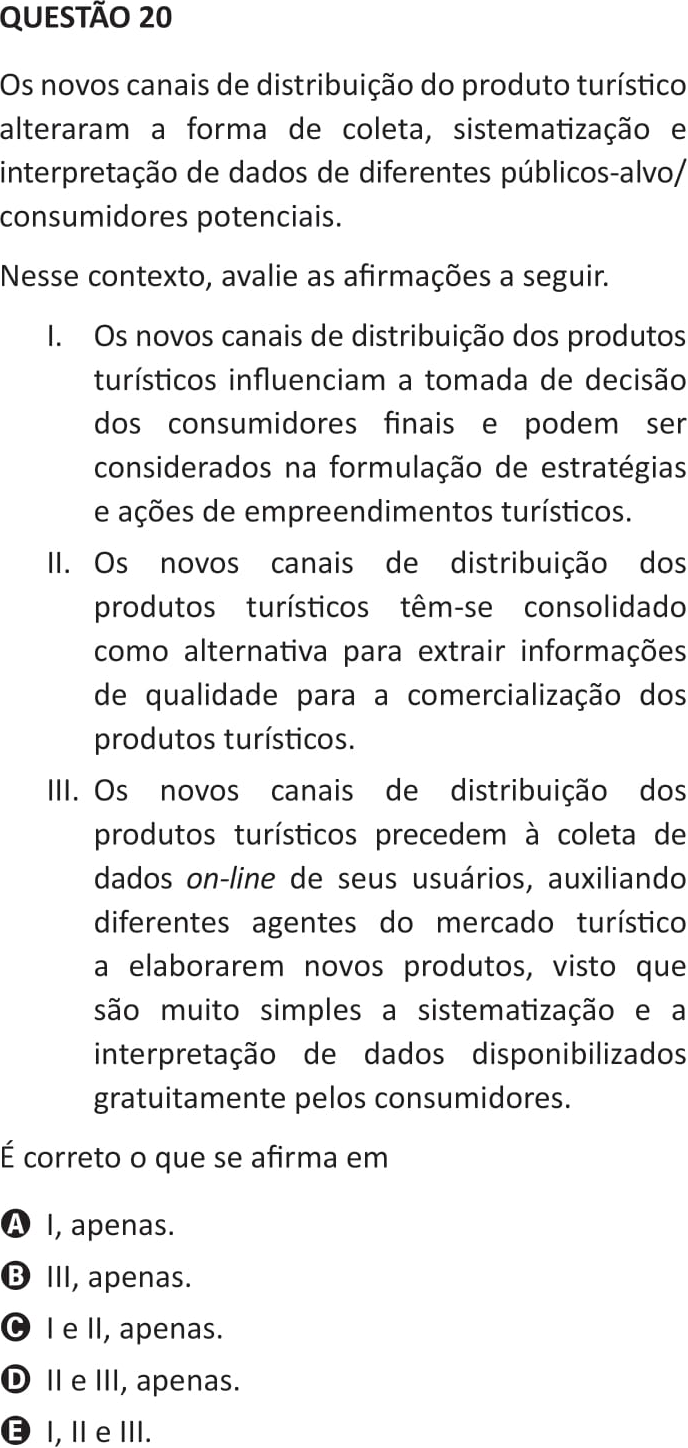 QUESTÃO 20
Os novos canais de distribuição do produto turístico
alteraram a forma de coleta, sistematização e
interpretação de dados de diferentes públicos-alvo/
consumidores potenciais.
Nesse contexto, avalie as afirmações a seguir.
I. Os novos canais de distribuição dos produtos
turísticos influenciam a tomada de decisão
dos consumidores finais e podem ser
considerados na formulação de estratégias
e ações de empreendimentos turísticos.
II. Os novos canais de distribuição dos
produtos turísticos têm-se consolidado
como alternativa para extrair informações
de qualidade para a comercialização dos
produtos turísticos.
III. Os novos canais de distribuição dos
produtos turísticos precedem à coleta de
dados on-line de seus usuários, auxiliando
diferentes agentes do mercado turístico
a elaborarem novos produtos, visto que
são muito simples a sistematização e a
interpretação de dados disponibilizados
gratuitamente pelos consumidores.
É correto o que se afirma em
A I, apenas.
B III, apenas.
C I e II, apenas.
D II e III, apenas.
E I, II e III.